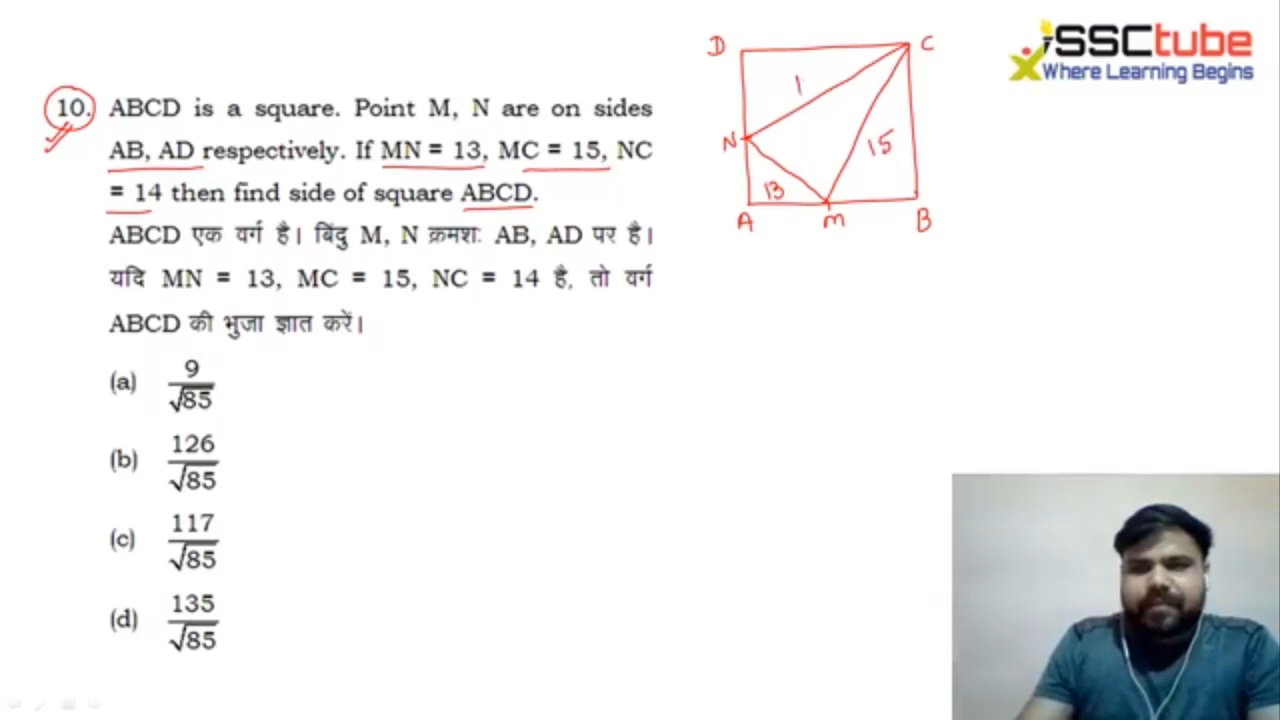 10. ABCD is a square. Point M, N are on sides
AB, AD respectively. If MN = 13, MC = 15, NC
= 14 then find side of square ABCD.
ABCD एक वर्ग है। बिंदु M, N क्रमशः AB, AD पर है।
यदि MN = 13, MC = 15, NC = 14 है, तो वर्ग
ABCD की भुजा ज्ञात करें।
(a) 9/√85
(b) 126/√85
(c) 117/√85
(d) 135/√85
D
C
1
N
15
13
A
M
B
iSSCtube
Where Learning Begins